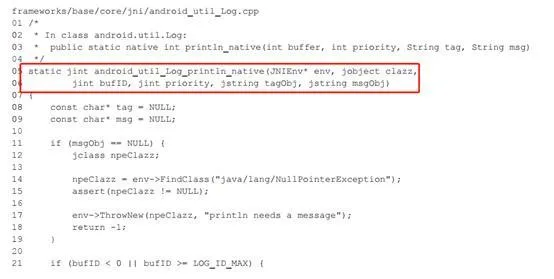 frameworks/base/core/jni/android_util_Log.cpp
01 /*
02  * In class android.util.Log:
03  *  public static native int println_native(int buffer, int priority, String tag, String msg)
04  */
05 static jint android_util_Log_println_native(JNIEnv* env, jobject clazz,
06         jint bufID, jint priority, jstring tagObj, jstring msgObj)
07 {
08     const char* tag = NULL;
09     const char* msg = NULL;
10
11     if (msgObj == NULL) {
12         jclass npeClazz;
13
14         npeClazz = env->FindClass("java/lang/NullPointerException");
15         assert(npeClazz != NULL);
16
17         env->ThrowNew(npeClazz, "println needs a message");
18         return -1;
19     }
20
21     if (bufID < 0 || bufID >= LOG_ID_MAX) {